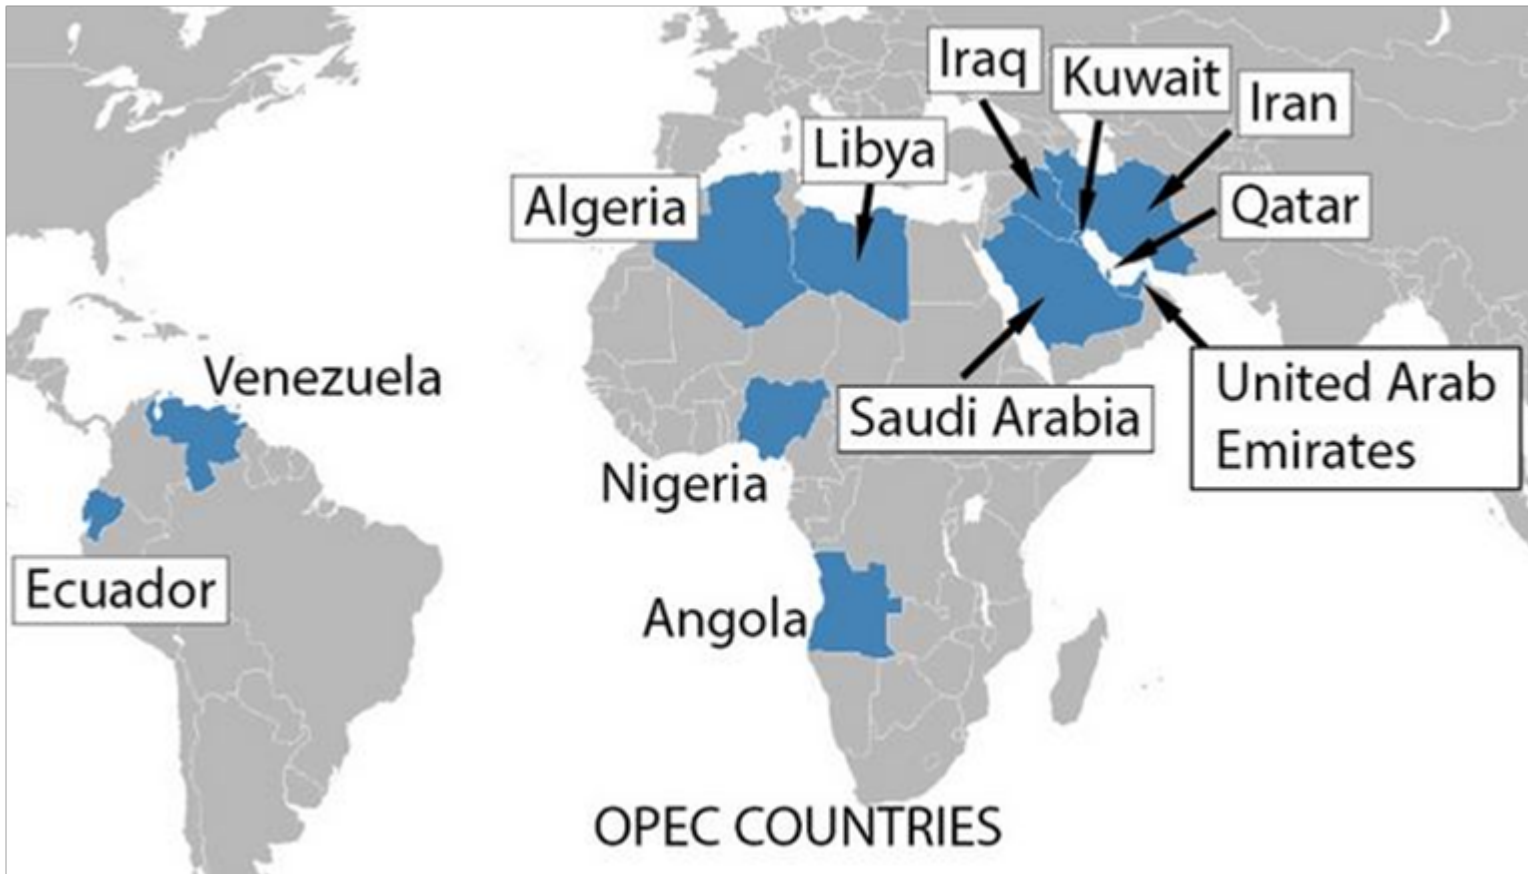 Iraq
Kuwait
Iran
Libya
Algeria
Qatar
Venezuela
United Arab
Emirates
Saudi Arabia
Nigeria
Ecuador
Angola
OPEC COUNTRIES